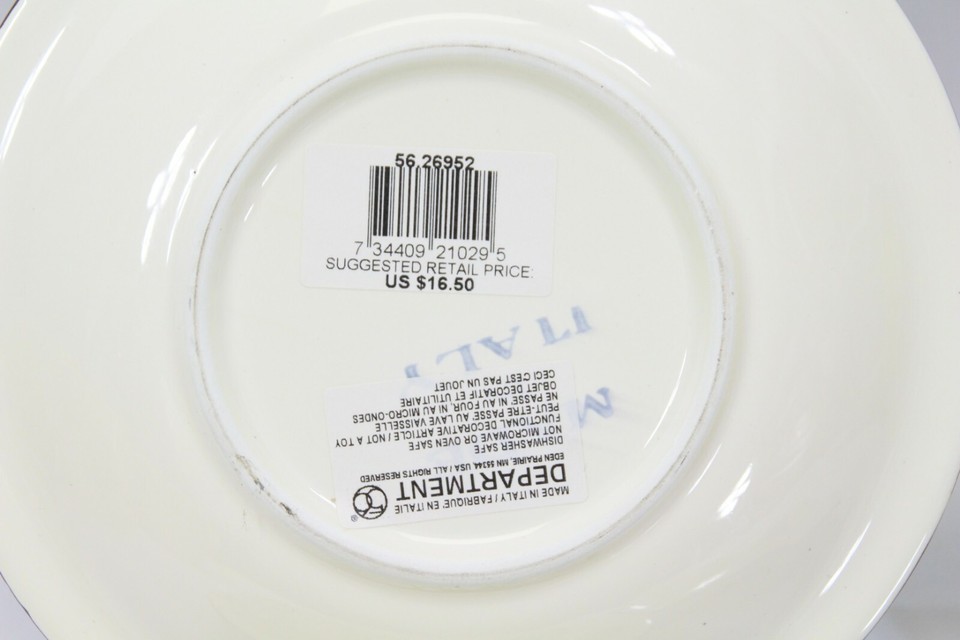 56.26952
7 34409 21029 5
SUGGESTED RETAIL PRICE:
US $16.50
ITALY
MADE IN ITALY / FABRIQUE' EN ITALIE
DEPARTMENT 56 ®
EDEN PRAIRIE, MN 55344, USA / ALL RIGHTS RESERVED
DISHWASHER SAFE
NOT MICROWAVE OR OVEN SAFE
FUNCTIONAL DECORATIVE ARTICLE / NOT A TOY
PEUT-ETRE PASSE' AU LAVE VAISSELLE
NE PASSE' NI AU FOUR, NI AU MICRO-ONDES
OBJET DECORATIF ET UTILITAIRE
CECI C'EST PAS UN JOUET